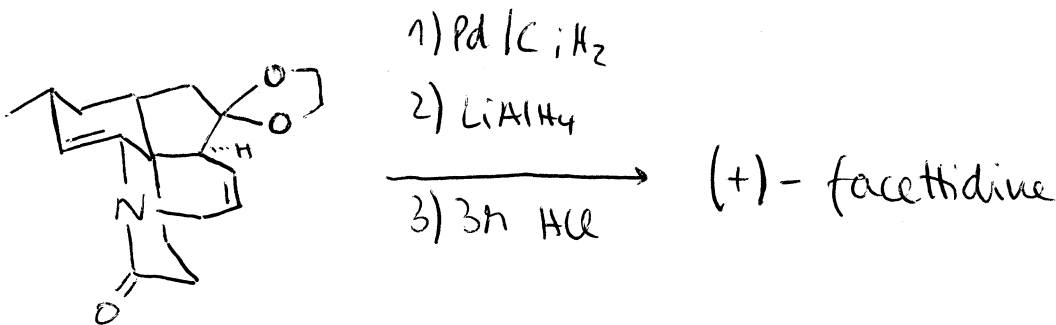 1) Pd/C ; H2
2) LiAlH4
3) 3M HCl
(+) - facettidine
O
O
H
N
O